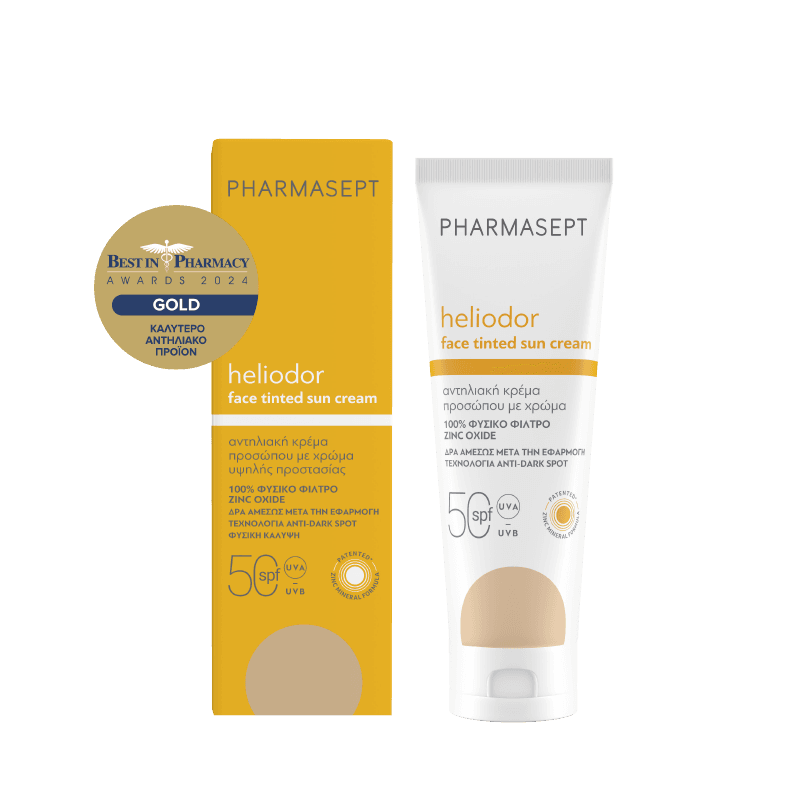 BEST IN PHARMACY
AWARDS 2024
GOLD
ΚΑΛΥΤΕΡΟ
ΑΝΤΗΛΙΑΚΟ
ΠΡΟΪΟΝ
PHARMASEPT
heliodor
face tinted sun cream
αντηλιακή κρέμα
προσώπου με χρώμα
υψηλής προστασίας
100% ΦΥΣΙΚΟ ΦΙΛΤΡΟ
ZINC OXIDE
ΔΡΑ ΑΜΕΣΩΣ ΜΕΤΑ ΤΗΝ ΕΦΑΡΜΟΓΗ
ΤΕΧΝΟΛΟΓΙΑ ANTI-DARK SPOT
ΦΥΣΙΚΗ ΚΑΛΥΨΗ
50 spf UVA
– UVB
PATENTED*
ZINC MINERAL FORMULA
PHARMASEPT
heliodor
face tinted sun cream
αντηλιακή κρέμα
προσώπου με χρώμα
100% ΦΥΣΙΚΟ ΦΙΛΤΡΟ
ZINC OXIDE
ΔΡΑ ΑΜΕΣΩΣ ΜΕΤΑ ΤΗΝ ΕΦΑΡΜΟΓΗ
ΤΕΧΝΟΛΟΓΙΑ ANTI-DARK SPOT
50 spf UVA
– UVB
PATENTED*
ZINC MINERAL FORMULA